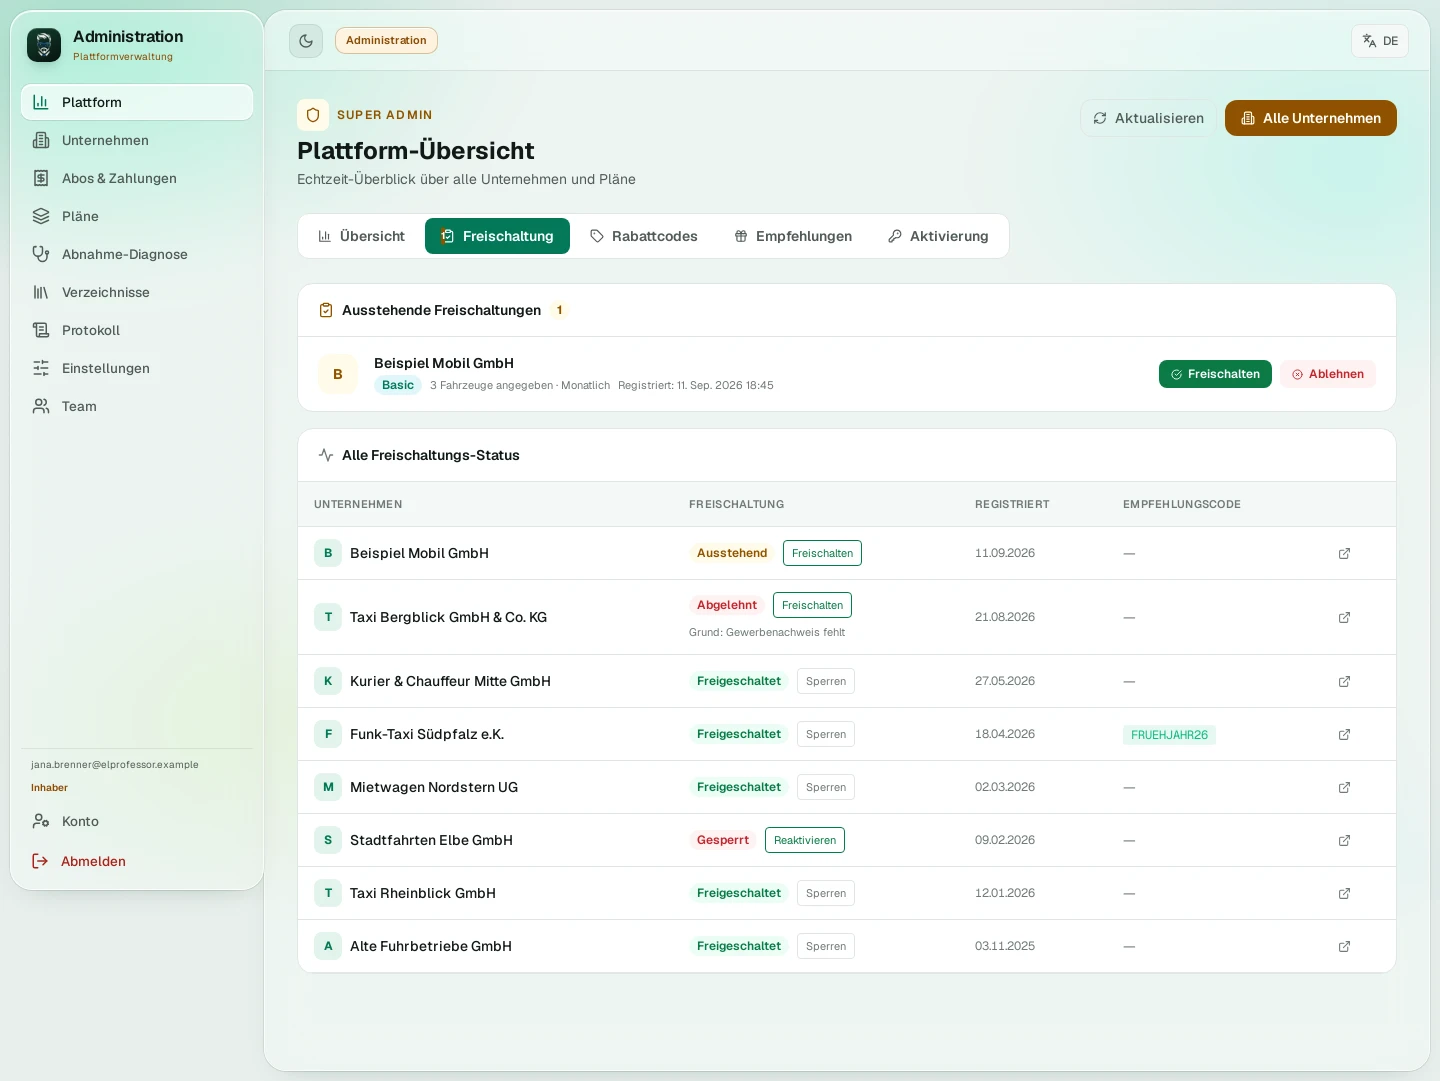 Administration
Plattformverwaltung
Plattform
Unternehmen
Abos & Zahlungen
Pläne
Abnahme-Diagnose
Verzeichnisse
Protokoll
Einstellungen
Team
jana.brenner@elprofessor.example
Inhaber
Konto
Abmelden
Administration
DE
SUPER ADMIN
Plattform-Übersicht
Echtzeit-Überblick über alle Unternehmen und Pläne
Aktualisieren
Alle Unternehmen
Übersicht
1
Freischaltung
Rabattcodes
Empfehlungen
Aktivierung
Ausstehende Freischaltungen 1
B
Beispiel Mobil GmbH
Basic 3 Fahrzeuge angegeben · Monatlich Registriert: 11. Sep. 2026 18:45
Freischalten
Ablehnen
Alle Freischaltungs-Status
UNTERNEHMEN FREISCHALTUNG REGISTRIERT EMPFEHLUNGSCODE
B Beispiel Mobil GmbH Ausstehend Freischalten 11.09.2026 —
T Taxi Bergblick GmbH & Co. KG Abgelehnt Freischalten 21.08.2026 —
Grund: Gewerbenachweis fehlt
K Kurier & Chauffeur Mitte GmbH Freigeschaltet Sperren 27.05.2026 —
F Funk-Taxi Südpfalz e.K. Freigeschaltet Sperren 18.04.2026 FRUEHJAHR26
M Mietwagen Nordstern UG Freigeschaltet Sperren 02.03.2026 —
S Stadtfahrten Elbe GmbH Gesperrt Reaktivieren 09.02.2026 —
T Taxi Rheinblick GmbH Freigeschaltet Sperren 12.01.2026 —
A Alte Fuhrbetriebe GmbH Freigeschaltet Sperren 03.11.2025 —